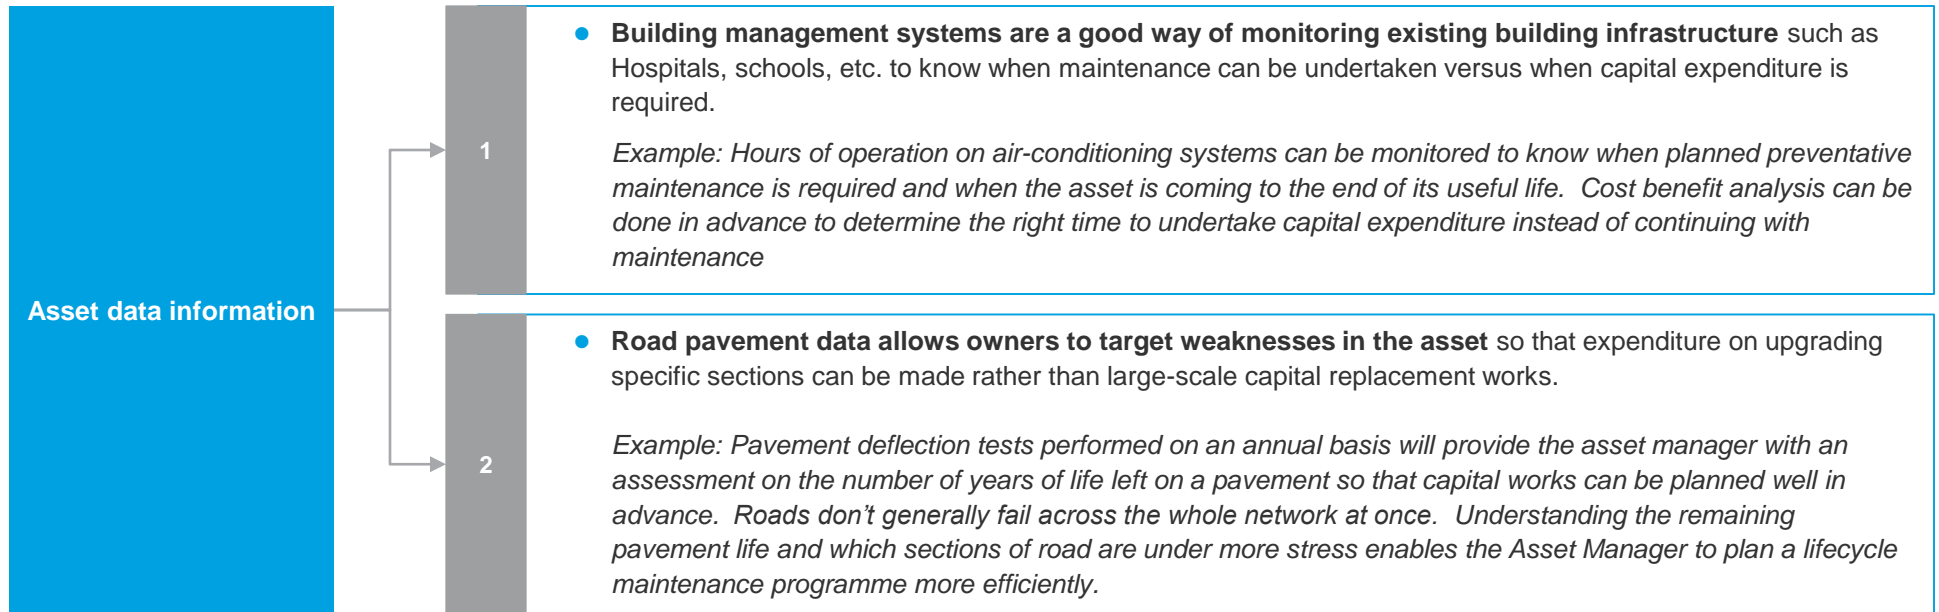 Asset data information
1
● Building management systems are a good way of monitoring existing building infrastructure such as
Hospitals, schools, etc. to know when maintenance can be undertaken versus when capital expenditure is
required.
Example: Hours of operation on air-conditioning systems can be monitored to know when planned preventative
maintenance is required and when the asset is coming to the end of its useful life.  Cost benefit analysis can be
done in advance to determine the right time to undertake capital expenditure instead of continuing with
maintenance
2
● Road pavement data allows owners to target weaknesses in the asset so that expenditure on upgrading
specific sections can be made rather than large-scale capital replacement works.
Example: Pavement deflection tests performed on an annual basis will provide the asset manager with an
assessment on the number of years of life left on a pavement so that capital works can be planned well in
advance.  Roads don’t generally fail across the whole network at once.  Understanding the remaining
pavement life and which sections of road are under more stress enables the Asset Manager to plan a lifecycle
maintenance programme more efficiently.